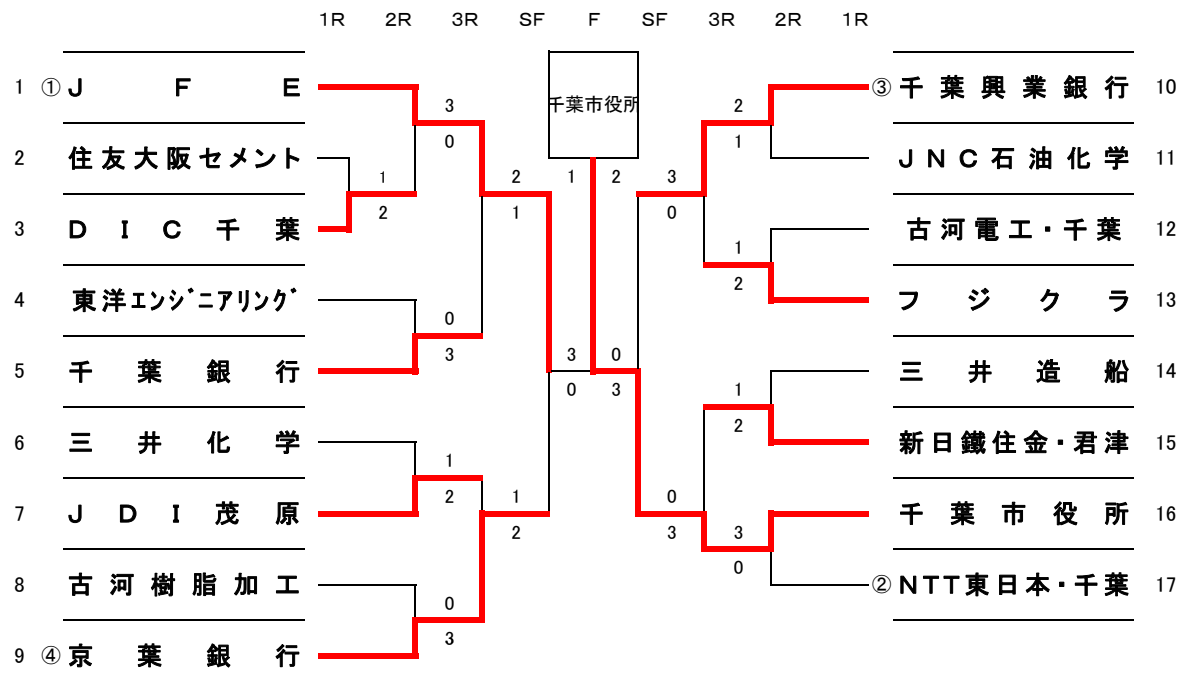 1R 2R 3R SF F SF 3R 2R 1R
1 ① JFE ③ 千葉興業銀行 10
3 千葉市役所 2
0 1
2 住友大阪セメント JNC石油化学 11
1 2 1 2 3
2 1 0
3 DIC千葉 古河電工・千葉 12
1
2
4 東洋エンジニアリング フジクラ 13
0
3 3 0
5 千葉銀行 三井造船 14
0 3 1
2
6 三井化学 新日鐵住金・君津 15
1
2 1 0
7 JDI茂原 千葉市役所 16
2 3 3
0
8 古河樹脂加工 ② NTT東日本・千葉 17
0
3
9 ④ 京葉銀行